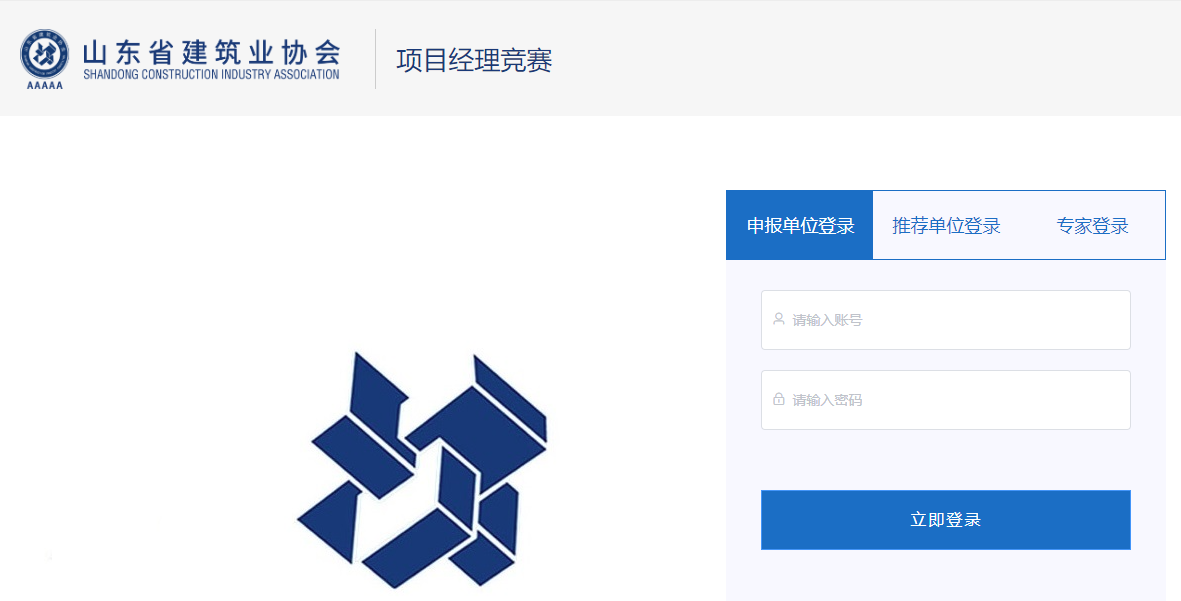 山东省建筑业协会
SHANDONG CONSTRUCTION INDUSTRY ASSOCIATION
AAAAA
项目经理竞赛
申报单位登录 推荐单位登录 专家登录
请输入账号
请输入密码
立即登录